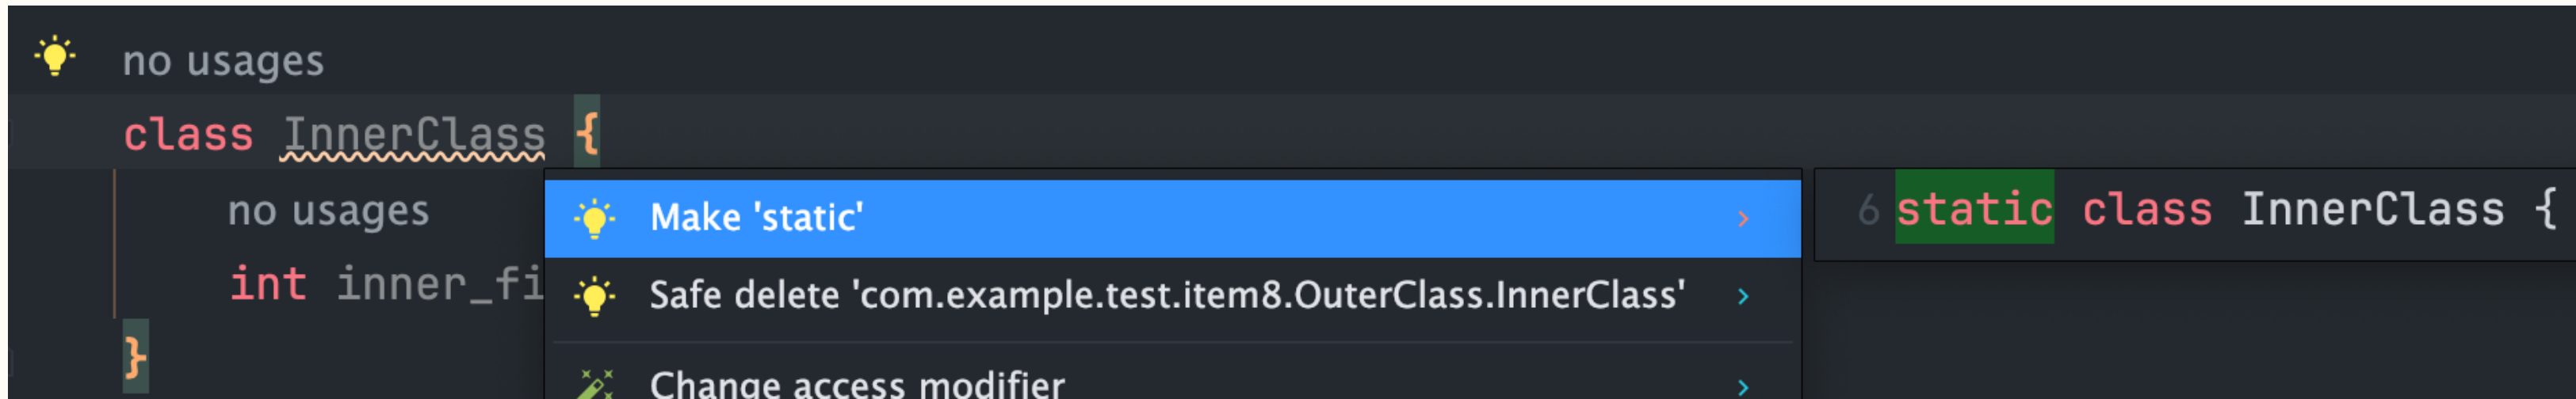 no usages
class InnerClass {
no usages
int inner_fi
}
Make 'static'
Safe delete 'com.example.test.item8.OuterClass.InnerClass'
Change access modifier
6 static class InnerClass {